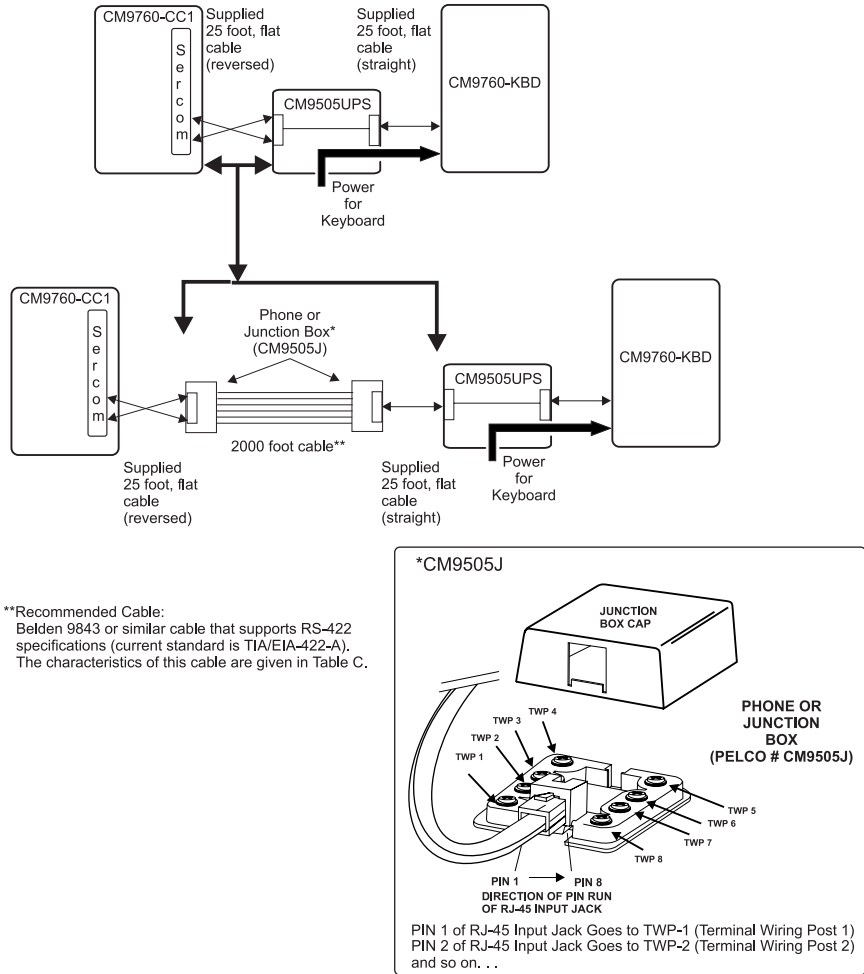 CM9760-CC1
Sercom
Supplied
25 foot, flat
cable
(reversed)
CM9505UPS
Supplied
25 foot, flat
cable
(straight)
CM9760-KBD
Power
for
Keyboard
CM9760-CC1
Sercom
Supplied
25 foot, flat
cable
(reversed)
Phone or
Junction Box*
(CM9505J)
2000 foot cable**
Supplied
25 foot, flat
cable
(straight)
CM9505UPS
Power
for
Keyboard
CM9760-KBD
**Recommended Cable:
Belden 9843 or similar cable that supports RS-422
specifications (current standard is TIA/EIA-422-A).
The characteristics of this cable are given in Table C.
*CM9505J
JUNCTION
BOX CAP
PHONE OR
JUNCTION
BOX
(PELCO # CM9505J)
TWP 4
TWP 3
TWP 2
TWP 1
TWP 5
TWP 6
TWP 7
TWP 8
PIN 1 PIN 8
DIRECTION OF PIN RUN
OF RJ-45 INPUT JACK
PIN 1 of RJ-45 Input Jack Goes to TWP-1 (Terminal Wiring Post 1)
PIN 2 of RJ-45 Input Jack Goes to TWP-2 (Terminal Wiring Post 2)
and so on. . .